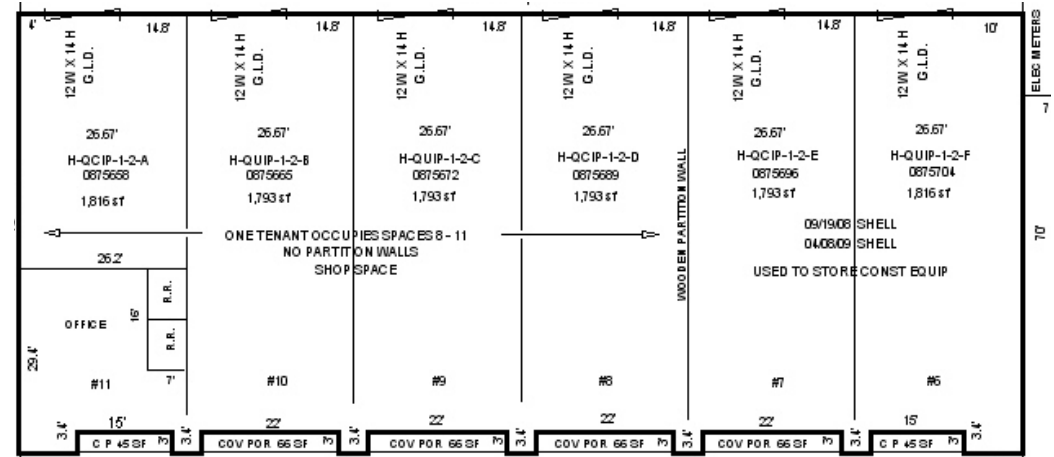 4' 14.8' 14.8' 14.8' 14.8' 14.8' 10'
ELEC METERS
7
12 W X 14 H
G.L.D.
12 W X 14 H
G.L.D.
12 W X 14 H
G.L.D.
12 W X 14 H
G.L.D.
12 W X 14 H
G.L.D.
12 W X 14 H
G.L.D.
26.67' 26.67' 26.67' 26.67' 26.67' 26.67'
H-QCIP-1-2-A
0875658
1,816 sf
H-QUIP-1-2-B
0875665
1,793 sf
H-QUIP-1-2-C
0875672
1,793 sf
H-QCIP-1-2-D
0875689
1,793 sf
H-QCIP-1-2-E
0875696
1,793 sf
H-QUIP-1-2-F
0875704
1,816 sf
WOODEN PARTITION WALL
70'
ONE TENANT OCCUPIES SPACES 8 - 11
NO PARTITION WALLS
SHOP SPACE
09/19/08 SHELL
04/08/09 SHELL
USED TO STORE CONST EQUIP
26.2'
OFFICE
16'
R.R.
R.R.
29.4'
7'
#11 #10 #9 #8 #7 #6
15' 22' 22' 22' 22' 15'
3.4' 3.4' 3.4' 3.4' 3.4' 3.4' 3.4'
C P 45 SF 3'
COV POR 66 SF 3'
COV POR 66 SF 3'
COV POR 66 SF 3'
COV POR 66 SF 3'
C P 45 SF 3'